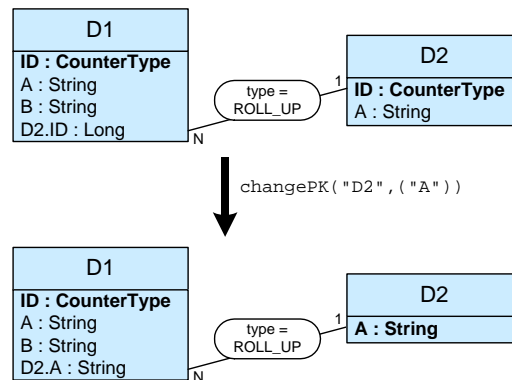 D1
ID : CounterType
A : String
B : String
D2.ID : Long
N
type =
ROLL_UP
1
D2
ID : CounterType
A : String
changePK("D2",("A"))
D1
ID : CounterType
A : String
B : String
D2.A : String
N
type =
ROLL_UP
1
D2
A : String